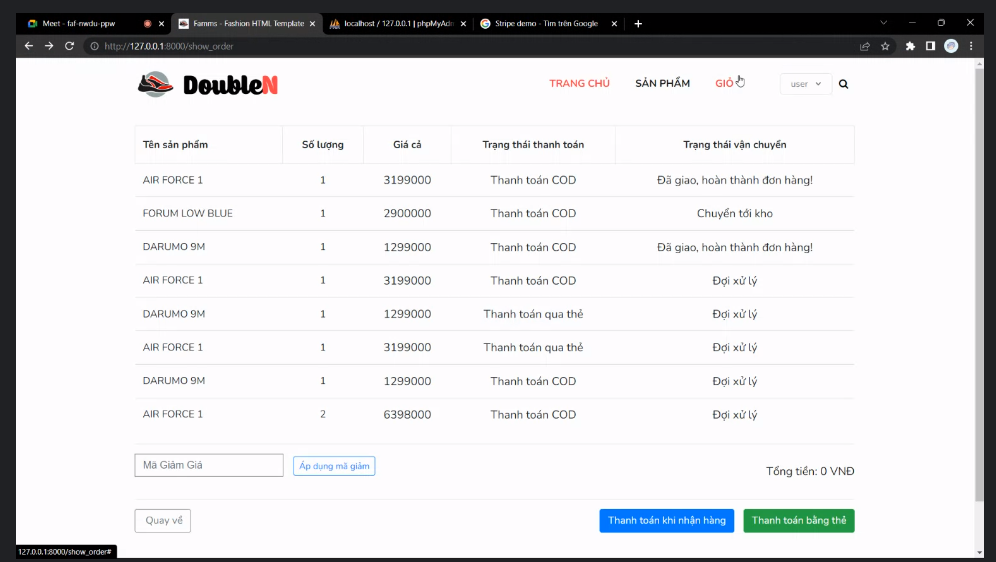 Meet - faf-nwdu-ppw
Famms - Fashion HTML Template
localhost / 127.0.0.1 | phpMyAdm
Stripe demo - Tìm trên Google
http://127.0.0.1:8000/show_order
DoubleN
TRANG CHỦ SẢN PHẨM GIỎ user
Tên sản phẩm Số lượng Giá cả Trạng thái thanh toán Trạng thái vận chuyển
AIR FORCE 1 1 3199000 Thanh toán COD Đã giao, hoàn thành đơn hàng!
FORUM LOW BLUE 1 2900000 Thanh toán COD Chuyển tới kho
DARUMO 9M 1 1299000 Thanh toán COD Đã giao, hoàn thành đơn hàng!
AIR FORCE 1 1 3199000 Thanh toán COD Đợi xử lý
DARUMO 9M 1 1299000 Thanh toán qua thẻ Đợi xử lý
AIR FORCE 1 1 3199000 Thanh toán qua thẻ Đợi xử lý
DARUMO 9M 1 1299000 Thanh toán COD Đợi xử lý
AIR FORCE 1 2 6398000 Thanh toán COD Đợi xử lý
Mã Giảm Giá Áp dụng mã giảm
Tổng tiền: 0 VNĐ
Quay về Thanh toán khi nhận hàng Thanh toán bằng thẻ
127.0.0.1:8000/show_order#